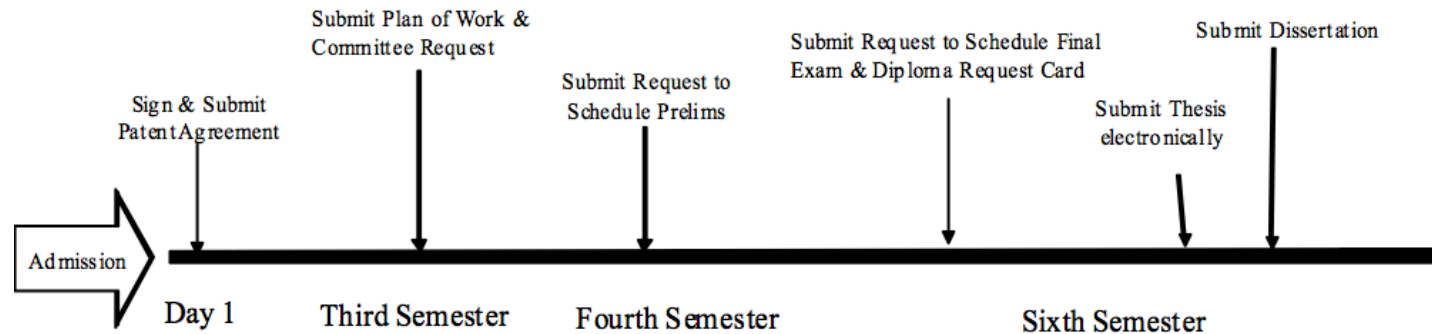 Submit Plan of Work &
Committee Request
Submit Request to Schedule Final
Exam & Diploma Request Card
Submit Dissertation
Submit Request to
Schedule Prelims
Sign & Submit
Patent Agreement
Submit Thesis
electronically
Admission
Day 1
Third Semester
Fourth Semester
Sixth Semester